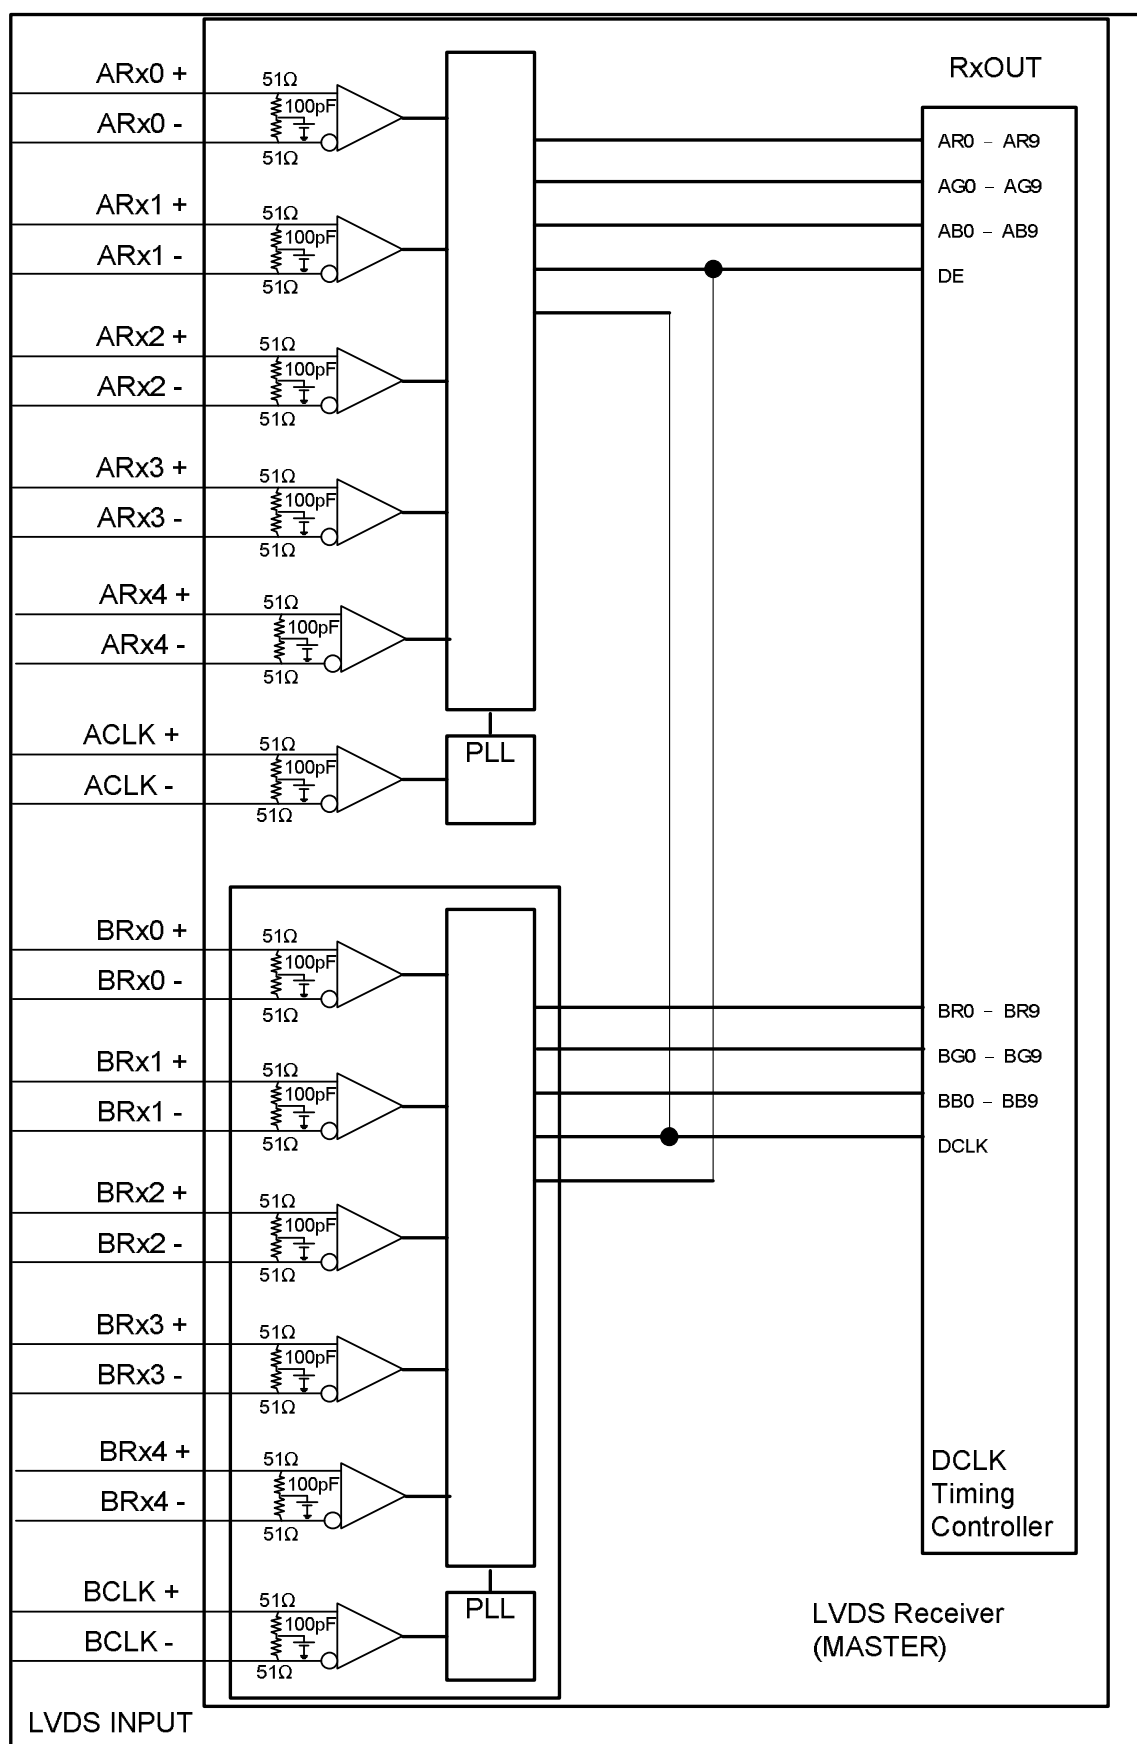 RxOUT
ARx0 +
51Ω
100pF
ARx0 -
51Ω
AR0 - AR9
AG0 - AG9
ARx1 +
51Ω
100pF
ARx1 -
51Ω
AB0 - AB9
DE
ARx2 +
51Ω
100pF
ARx2 -
51Ω
ARx3 +
51Ω
100pF
ARx3 -
51Ω
ARx4 +
51Ω
100pF
ARx4 -
51Ω
ACLK +
51Ω
100pF
ACLK -
51Ω
PLL
BRx0 +
51Ω
100pF
BRx0 -
51Ω
BR0 - BR9
BG0 - BG9
BRx1 +
51Ω
100pF
BRx1 -
51Ω
BB0 - BB9
DCLK
BRx2 +
51Ω
100pF
BRx2 -
51Ω
BRx3 +
51Ω
100pF
BRx3 -
51Ω
BRx4 +
51Ω
100pF
BRx4 -
51Ω
DCLK
Timing
Controller
BCLK +
51Ω
100pF
BCLK -
51Ω
PLL
LVDS Receiver
(MASTER)
LVDS INPUT